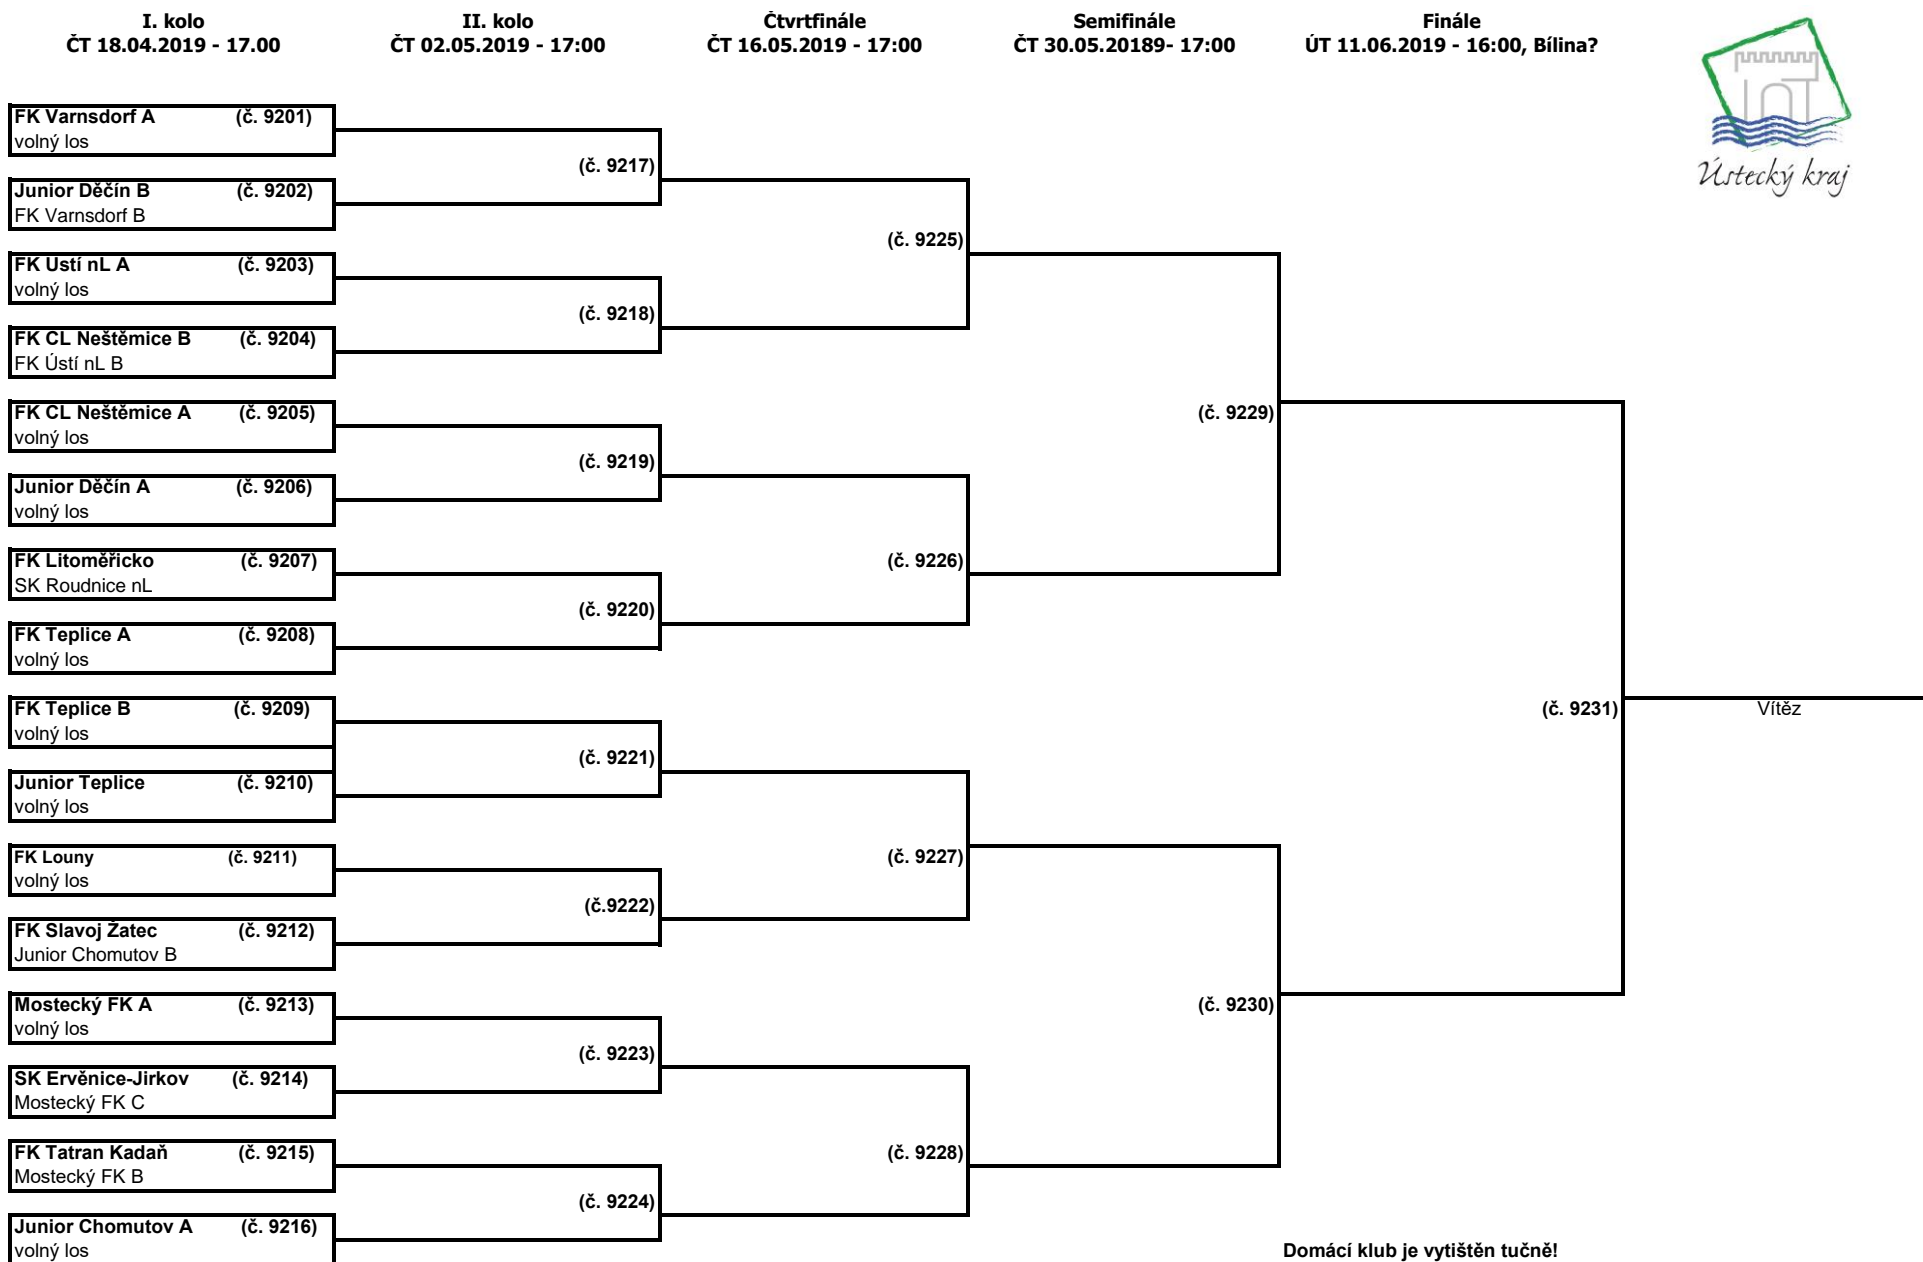 I. kolo
ČT 18.04.2019 - 17.00
II. kolo
ČT 02.05.2019 - 17:00
Čtvrtfinále
ČT 16.05.2019 - 17:00
Semifinále
ČT 30.05.20189- 17:00
Finále
ÚT 11.06.2019 - 16:00, Bílina?
Ústecký kraj
FK Varnsdorf A (č. 9201)
volný los
(č. 9217)
Junior Děčín B (č. 9202)
FK Varnsdorf B
(č. 9225)
FK Ústí nL A (č. 9203)
volný los
(č. 9218)
FK CL Neštěmice B (č. 9204)
FK Ústí nL B
FK CL Neštěmice A (č. 9205)
(č. 9229)
volný los
(č. 9219)
Junior Děčín A (č. 9206)
volný los
FK Litoměřicko (č. 9207)
(č. 9226)
SK Roudnice nL
(č. 9220)
FK Teplice A (č. 9208)
volný los
FK Teplice B (č. 9209)
(č. 9231)
Vítěz
volný los
(č. 9221)
Junior Teplice (č. 9210)
volný los
FK Louny (č. 9211)
(č. 9227)
volný los
(č.9222)
FK Slavoj Žatec (č. 9212)
Junior Chomutov B
Mostecký FK A (č. 9213)
(č. 9230)
volný los
(č. 9223)
SK Ervěnice-Jirkov (č. 9214)
Mostecký FK C
FK Tatran Kadaň (č. 9215)
(č. 9228)
Mostecký FK B
(č. 9224)
Junior Chomutov A (č. 9216)
volný los
Domácí klub je vytištěn tučně!